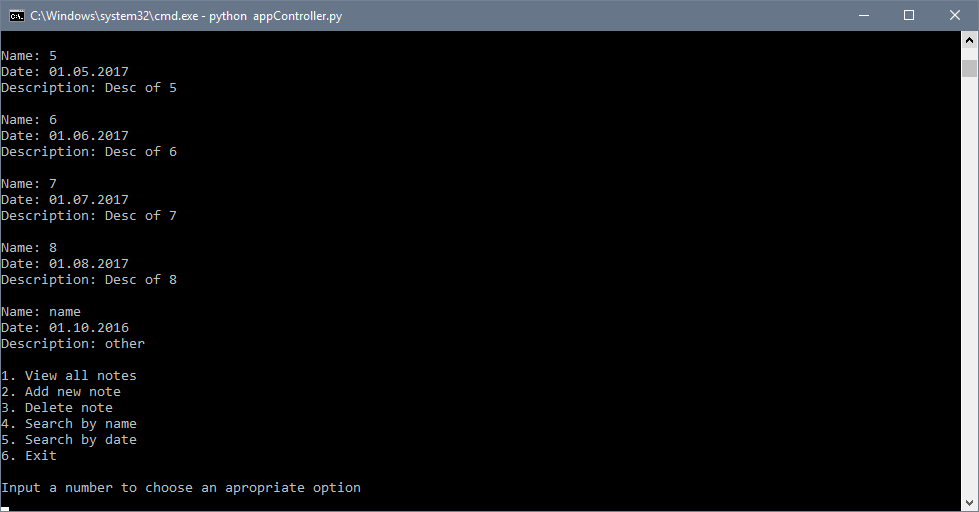 C:\Windows\system32\cmd.exe - python  appController.py
Name: 5
Date: 01.05.2017
Description: Desc of 5
Name: 6
Date: 01.06.2017
Description: Desc of 6
Name: 7
Date: 01.07.2017
Description: Desc of 7
Name: 8
Date: 01.08.2017
Description: Desc of 8
Name: name
Date: 01.10.2016
Description: other
1. View all notes
2. Add new note
3. Delete note
4. Search by name
5. Search by date
6. Exit
Input a number to choose an apropriate option